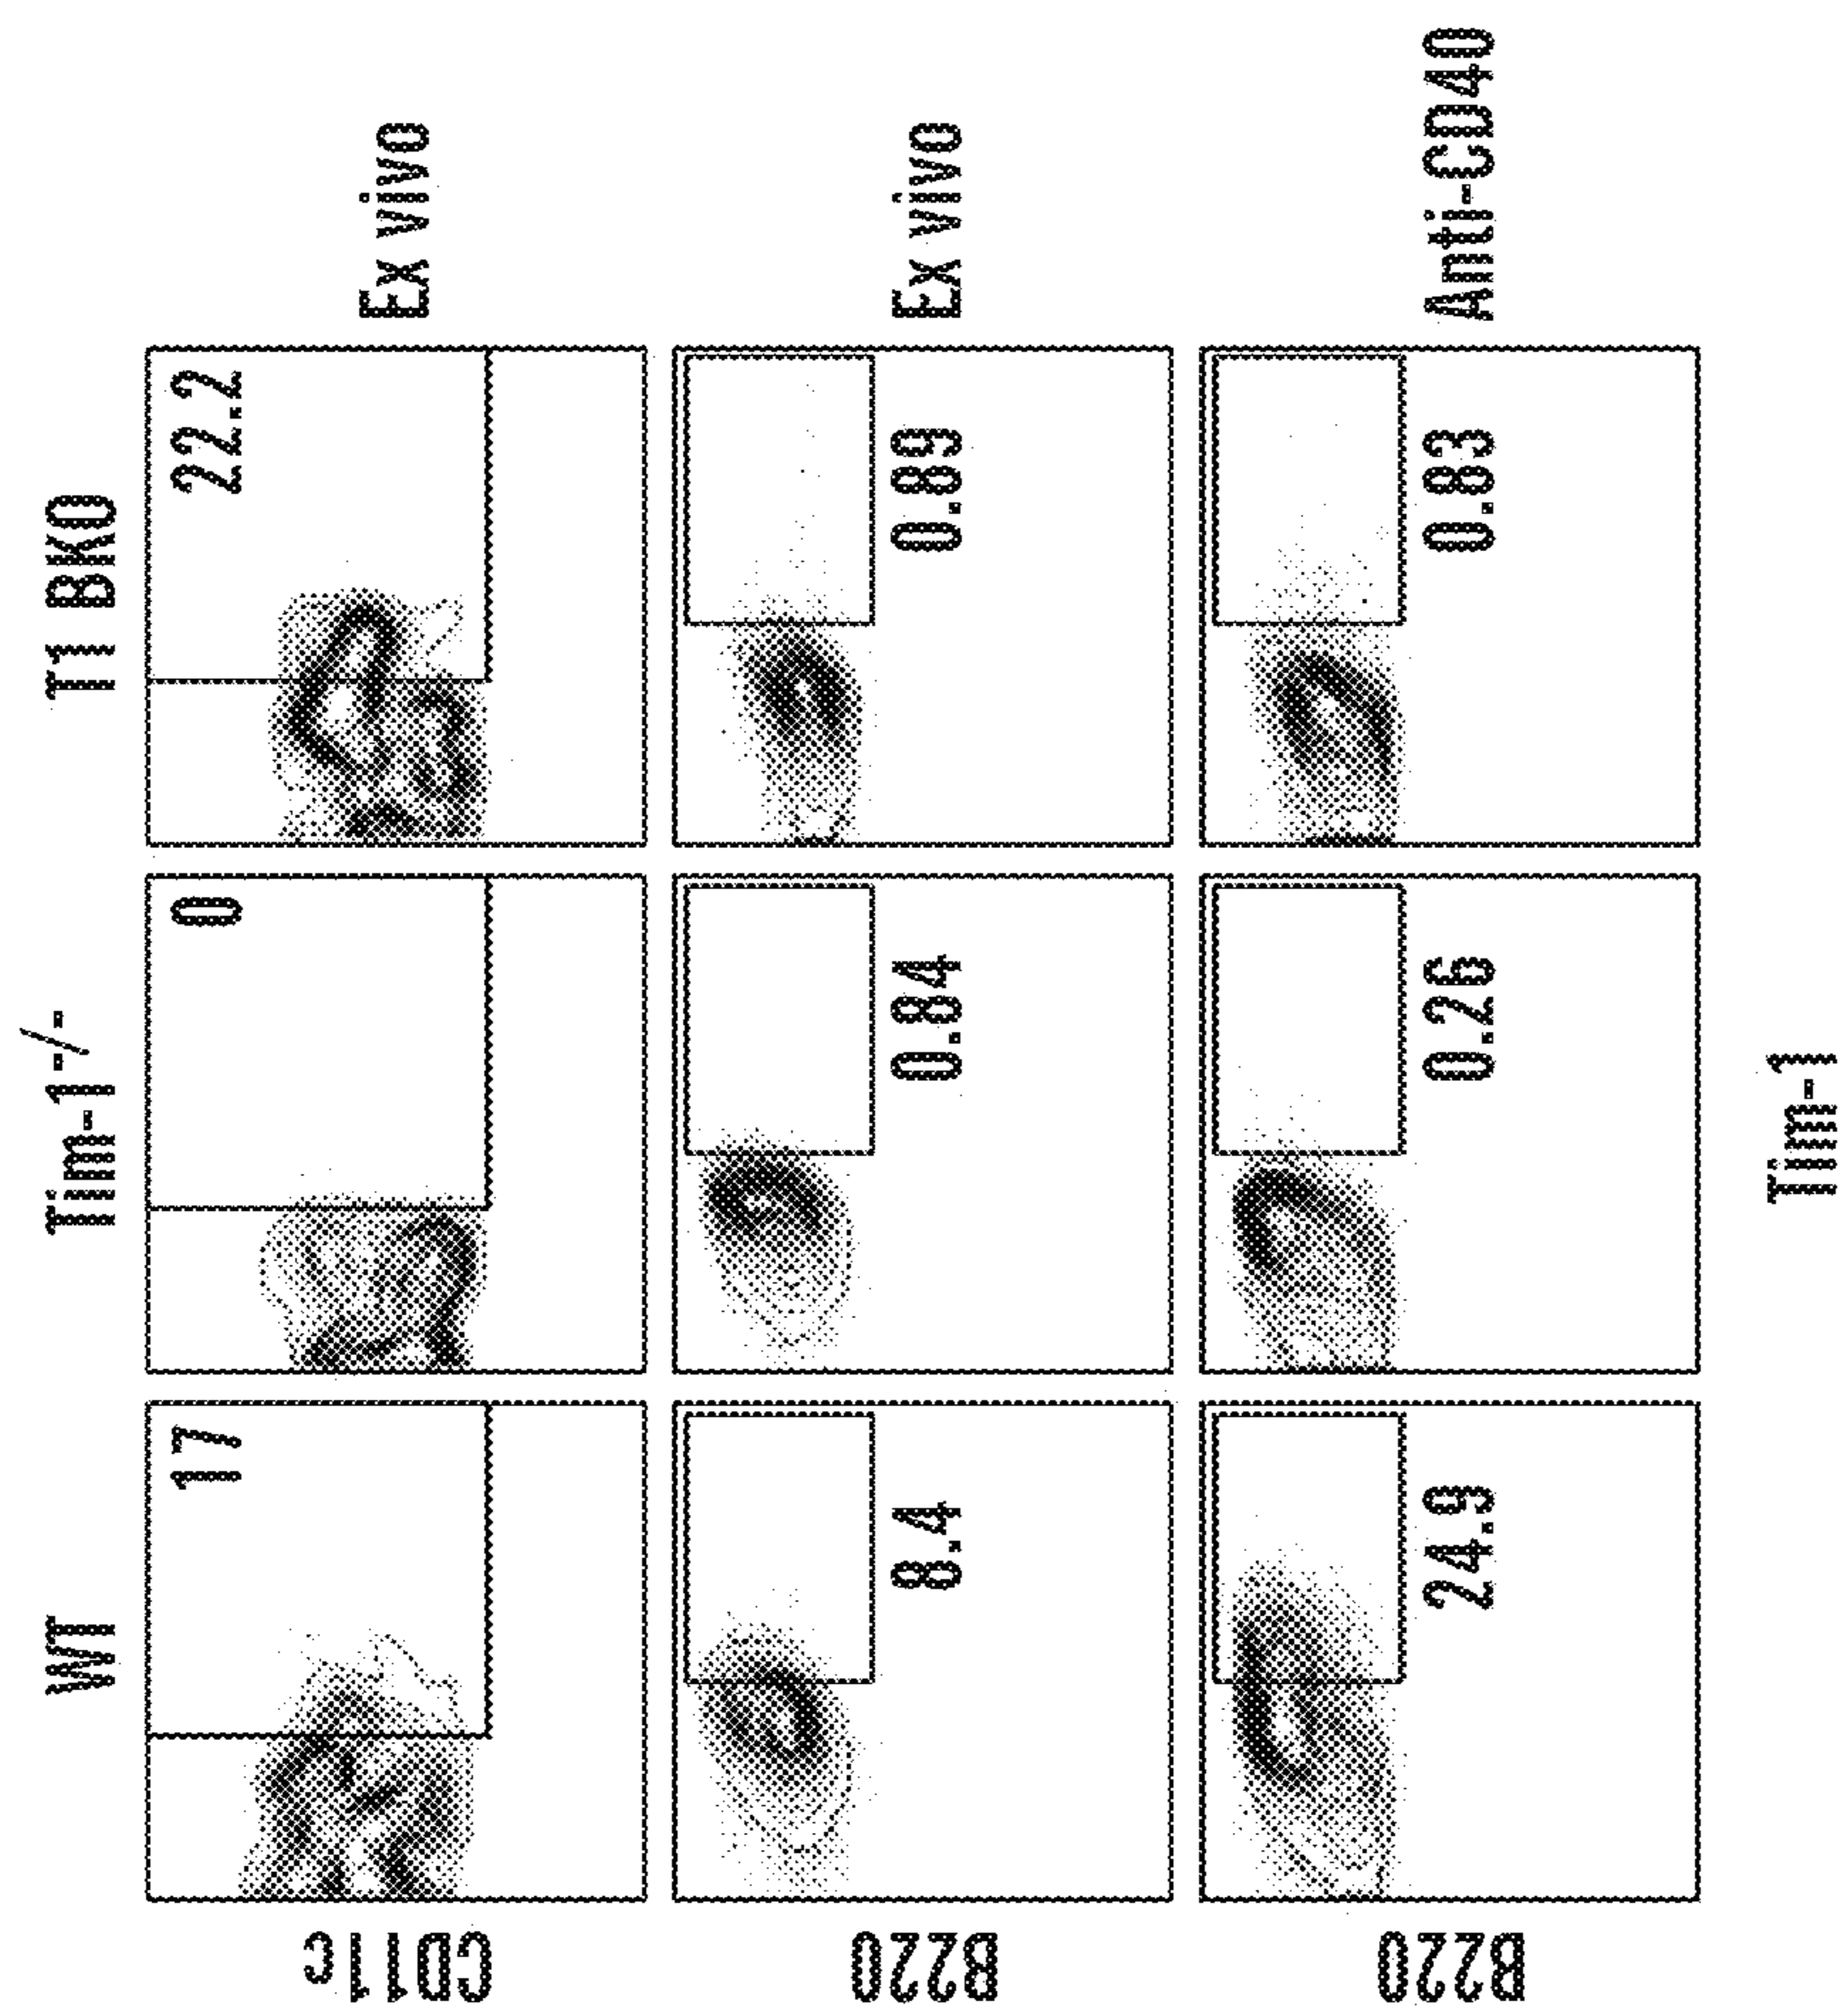 WT Tim-1-/- T1 BKO
CD11c 17 0 22.2 Ex vivo
B220 8.4 0.84 0.89 Ex vivo
B220 24.9 0.26 0.83 Anti-CD40
Tim-1